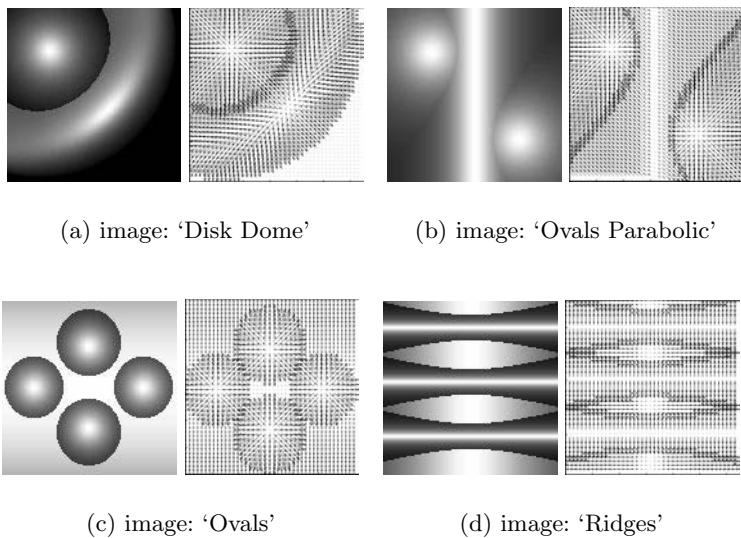 (a) image: ‘Disk Dome’
(b) image: ‘Ovals Parabolic’
(c) image: ‘Ovals’
(d) image: ‘Ridges’